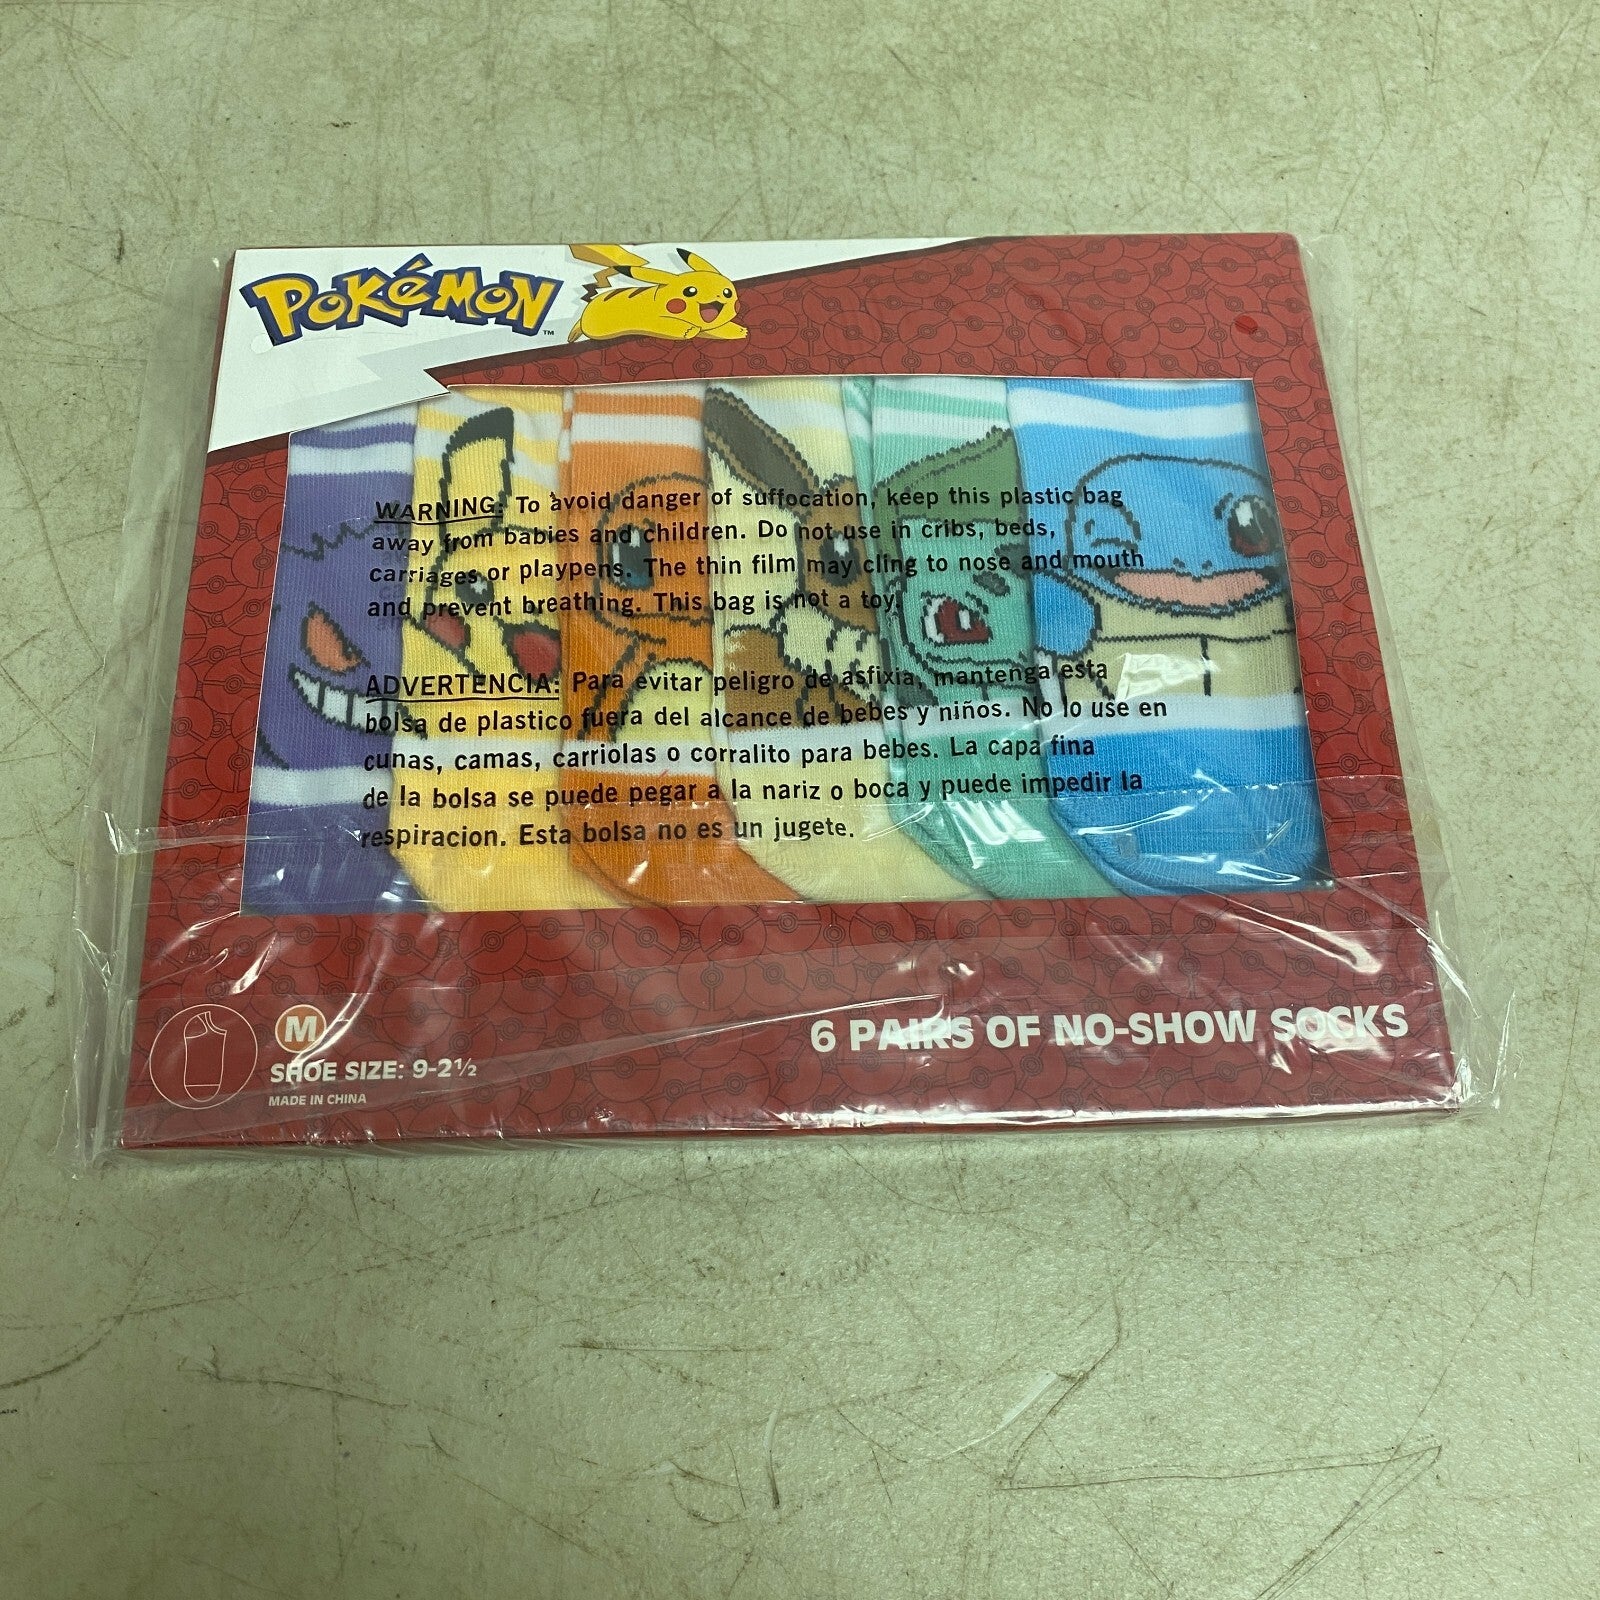 POKéMON™
WARNING: To avoid danger of suffocation, keep this plastic bag
away from babies and children. Do not use in cribs, beds,
carriages or playpens. The thin film may cling to nose and mouth
and prevent breathing. This bag is not a toy.
ADVERTENCIA: Para evitar peligro de asfixia, mantenga esta
bolsa de plastico fuera del alcance de bebes y niños. No lo use en
cunas, camas, carriolas o corralito para bebes. La capa fina
de la bolsa se puede pegar a la nariz o boca y puede impedir la
respiracion. Esta bolsa no es un jugete.
M
SHOE SIZE: 9-2½
MADE IN CHINA
6 PAIRS OF NO-SHOW SOCKS